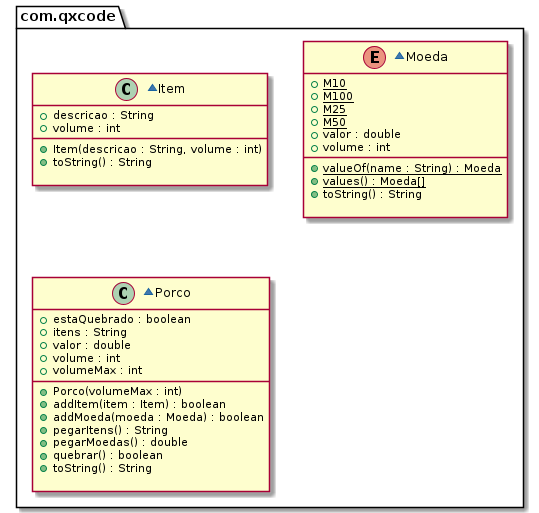 com.qxcode
C Item
descricao : String
volume : int
Item(descricao : String, volume : int)
toString() : String
E Moeda
M10
M100
M25
M50
valor : double
volume : int
valueOf(name : String) : Moeda
values() : Moeda[]
toString() : String
C Porco
estaQuebrado : boolean
itens : String
valor : double
volume : int
volumeMax : int
Porco(volumeMax : int)
addItem(item : Item) : boolean
addMoeda(moeda : Moeda) : boolean
pegarItens() : String
pegarMoedas() : double
quebrar() : boolean
toString() : String